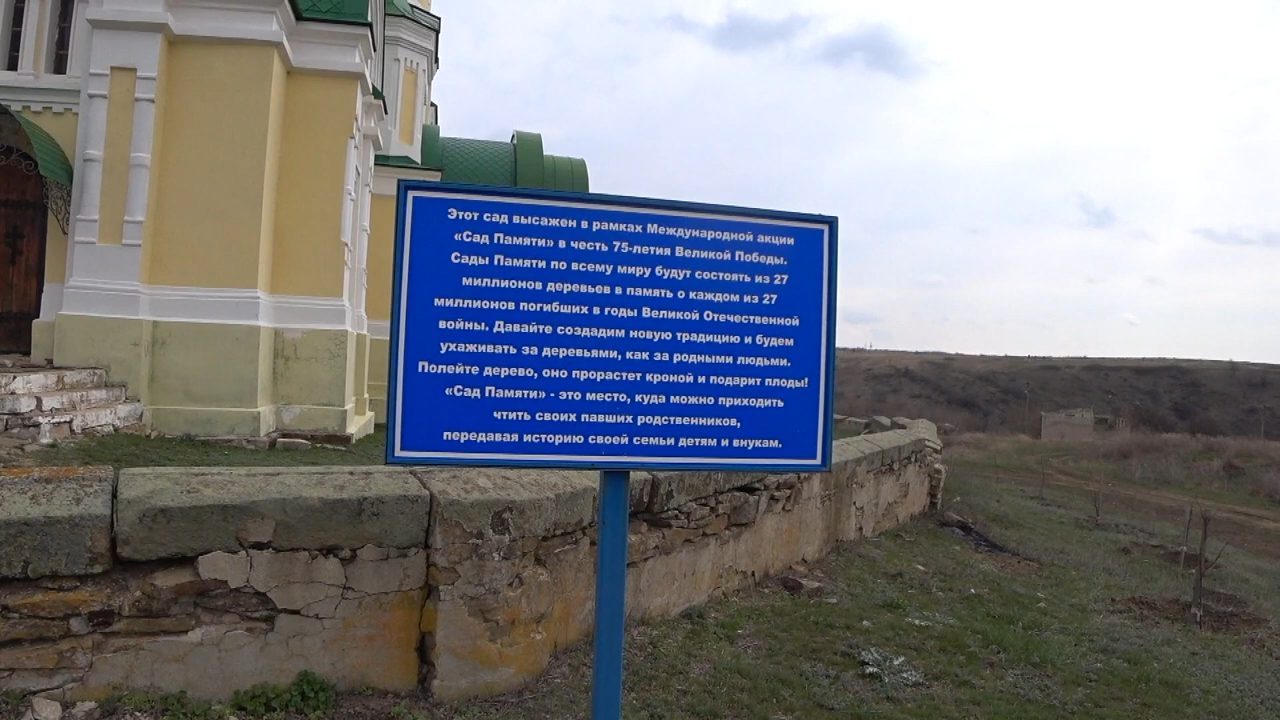 Этот сад высажен в рамках Международной акции
«Сад Памяти» в честь 75-летия Великой Победы.
Сады Памяти по всему миру будут состоять из 27
миллионов деревьев в память о каждом из 27
миллионов погибших в годы Великой Отечественной
войны. Давайте создадим новую традицию и будем
ухаживать за деревьями, как за родными людьми.
Полейте дерево, оно прорастет кроной и подарит плоды!
«Сад Памяти» - это место, куда можно приходить
чтить своих павших родственников,
передавая историю своей семьи детям и внукам.